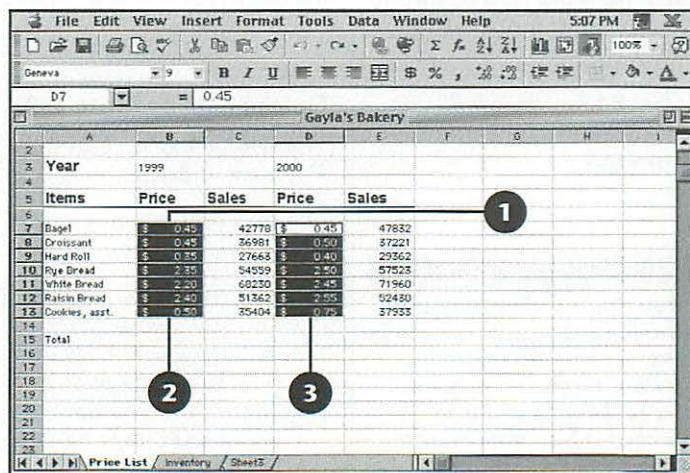 File Edit View Insert Format Tools Data Window Help 5:07 PM
100%
Geneva 9 B I U $ % ,
D7 = 0.45
Gayla's Bakery
A B C D E F G H I
2
3 Year 1999 2000
4
5 Items Price Sales Price Sales
6
1
7 Bagel $ 0.45 42778 $ 0.45 47832
8 Croissant $ 0.45 36981 $ 0.50 37221
9 Hard Roll $ 0.35 27663 $ 0.40 29362
10 Rye Bread $ 2.35 54559 $ 2.50 57523
11 White Bread $ 2.20 68230 $ 2.45 71960
12 Raisin Bread $ 2.40 51362 $ 2.55 52430
13 Cookies, asst. $ 0.50 35404 $ 0.75 37933
14
15 Total
16
17
18
2 3
19
20
21
22
23
Price List Inventory Sheet3